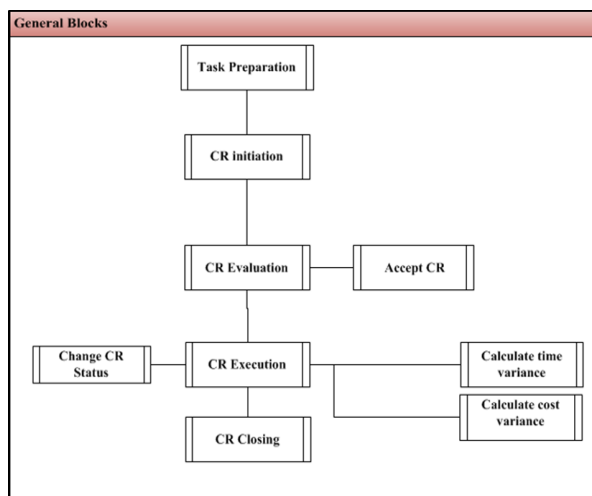 General Blocks
Task Preparation
CR initiation
CR Evaluation
Accept CR
Change CR
Status
CR Execution
Calculate time
variance
Calculate cost
variance
CR Closing